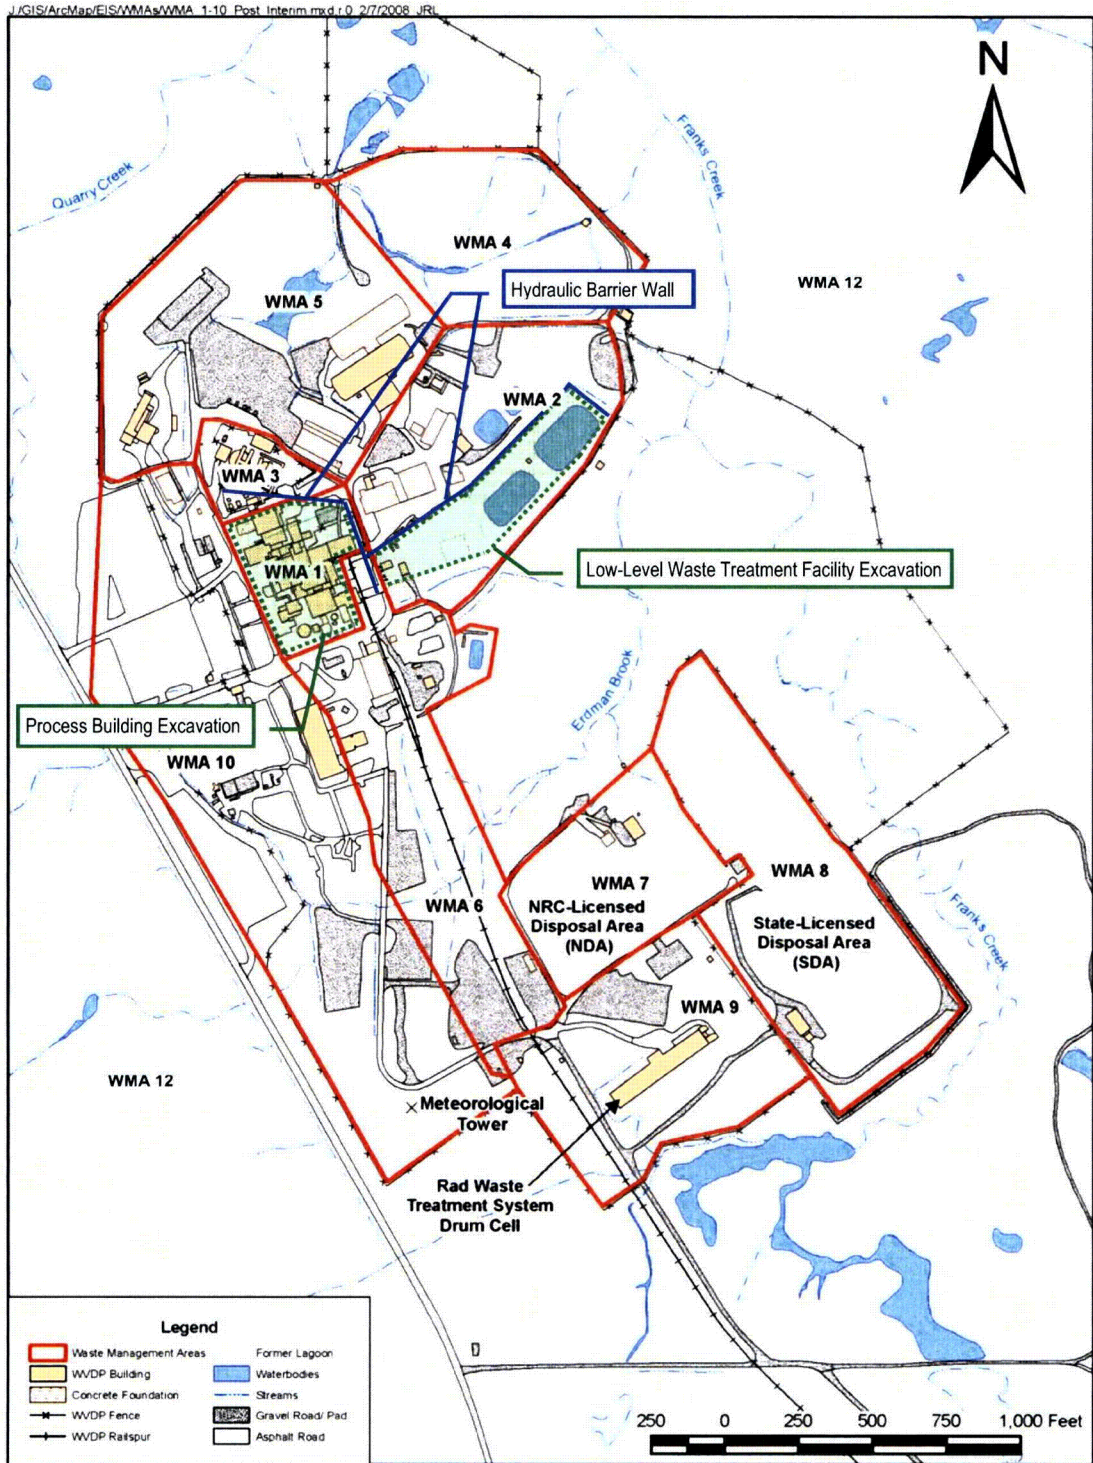 J:/GIS/ArcMap/EIS/WMAs/WMA_1-10_Post_Interim.mxd r.0 2/7/2008 JRL
N
Quarry Creek
Franks Creek
WMA 4
WMA 12
Hydraulic Barrier Wall
WMA 5
WMA 2
WMA 3
WMA 1
Low-Level Waste Treatment Facility Excavation
Erdman Brook
Process Building Excavation
WMA 10
WMA 7
NRC-Licensed
Disposal Area
(NDA)
WMA 8
State-Licensed
Disposal Area
(SDA)
WMA 6
Franks Creek
WMA 9
WMA 12
Meteorological
Tower
Rad Waste
Treatment System
Drum Cell
Legend
Waste Management Areas
WVDP Building
Concrete Foundation
WVDP Fence
WVDP Railspur
Former Lagoon
Waterbodies
Streams
Gravel Road/ Pad
Asphalt Road
250 0 250 500 750 1,000 Feet